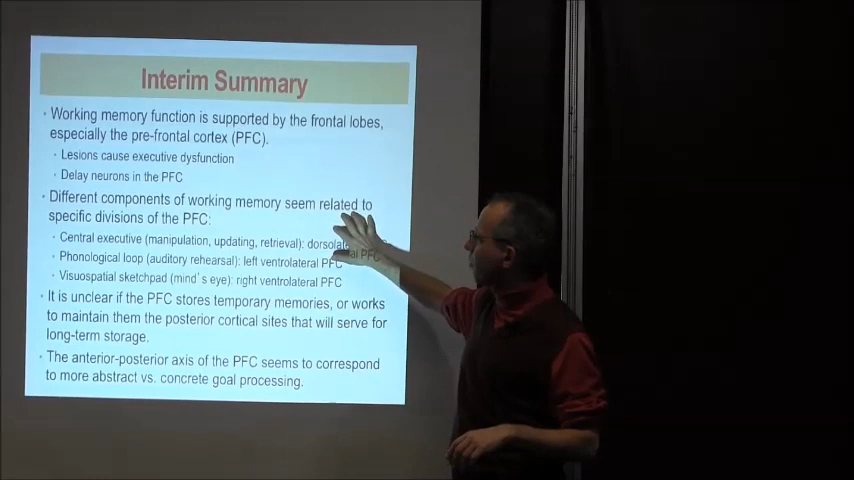 Interim Summary
• Working memory function is supported by the frontal lobes,
especially the pre-frontal cortex (PFC).
• Lesions cause executive dysfunction
• Delay neurons in the PFC
• Different components of working memory seem related to
specific divisions of the PFC:
• Central executive (manipulation, updating, retrieval):
• Phonological loop (auditory rehearsal): left ventrolateral PFC
• Visuospatial sketchpad (mind's eye): right ventrolateral PFC
• It is unclear if the PFC stores temporary memories, or works
to maintain them the posterior cortical sites that will serve for
long-term storage.
• The anterior-posterior axis of the PFC seems to correspond
to more abstract vs. concrete goal processing.